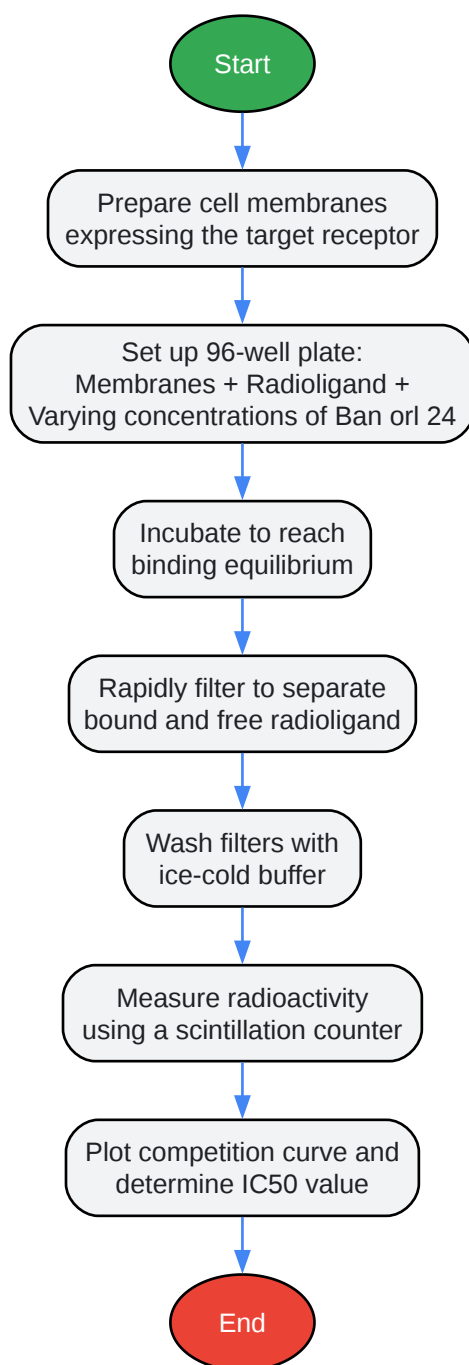 Start
Prepare cell membranes
expressing the target receptor
Set up 96-well plate:
Membranes + Radioligand +
Varying concentrations of Ban orl 24
Incubate to reach
binding equilibrium
Rapidly filter to separate
bound and free radioligand
Wash filters with
ice-cold buffer
Measure radioactivity
using a scintillation counter
Plot competition curve and
determine IC50 value
End